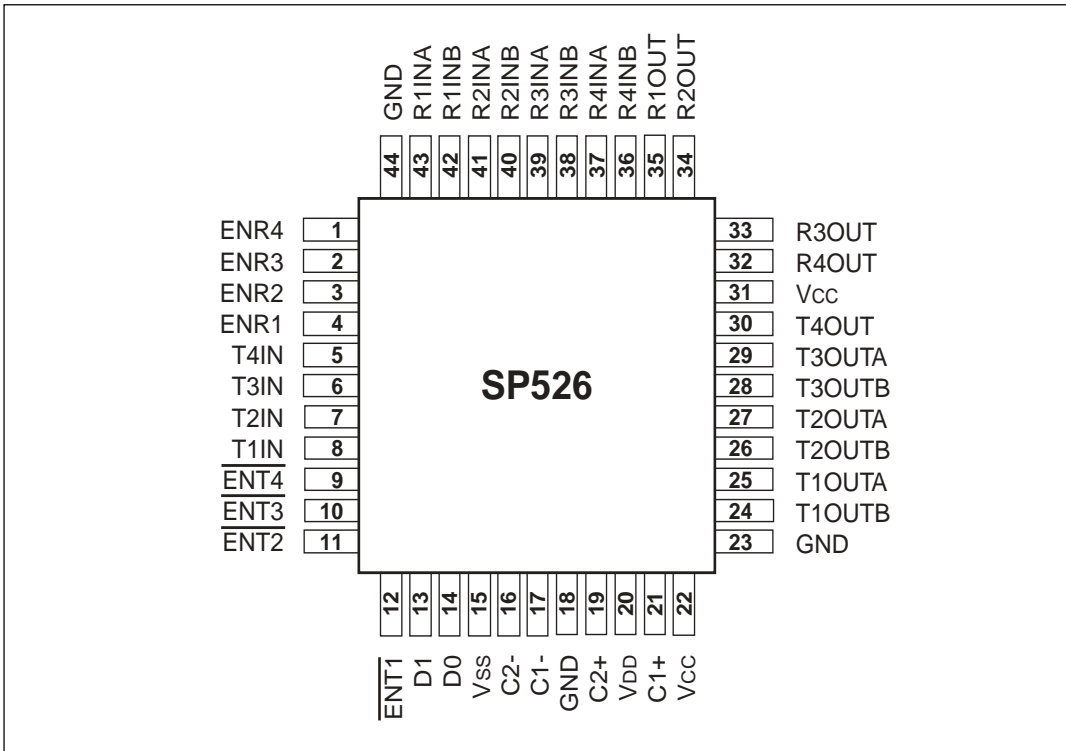 GND R1INA R1INB R2INA R2INB R3INA R3INB R4INA R4INB R1OUT R2OUT
44 43 42 41 40 39 38 37 36 35 34
ENR4 1
ENR3 2
ENR2 3
ENR1 4
T4IN 5
T3IN 6
T2IN 7
T1IN 8
ENT4 9
ENT3 10
ENT2 11
SP526
33 R3OUT
32 R4OUT
31 VCC
30 T4OUT
29 T3OUTA
28 T3OUTB
27 T2OUTA
26 T2OUTB
25 T1OUTA
24 T1OUTB
23 GND
12 13 14 15 16 17 18 19 20 21 22
ENT1 D1 D0 VSS C2- C1- GND C2+ VDD C1+ VCC